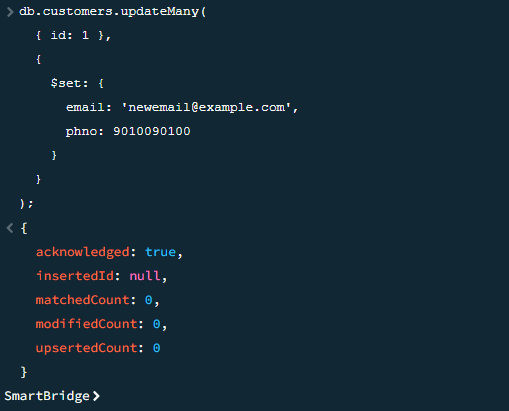 > db.customers.updateMany(
{ id: 1 },
{
$set: {
email: 'newemail@example.com',
phno: 9010090100
}
}
);
< {
acknowledged: true,
insertedId: null,
matchedCount: 0,
modifiedCount: 0,
upsertedCount: 0
}
SmartBridge>